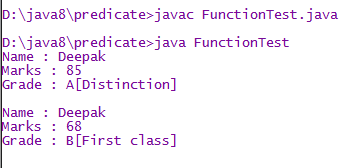 D:\java8\predicate>javac FunctionTest.java
D:\java8\predicate>java FunctionTest
Name : Deepak
Marks : 85
Grade : A[Distinction]
Name : Deepak
Marks : 68
Grade : B[First class]